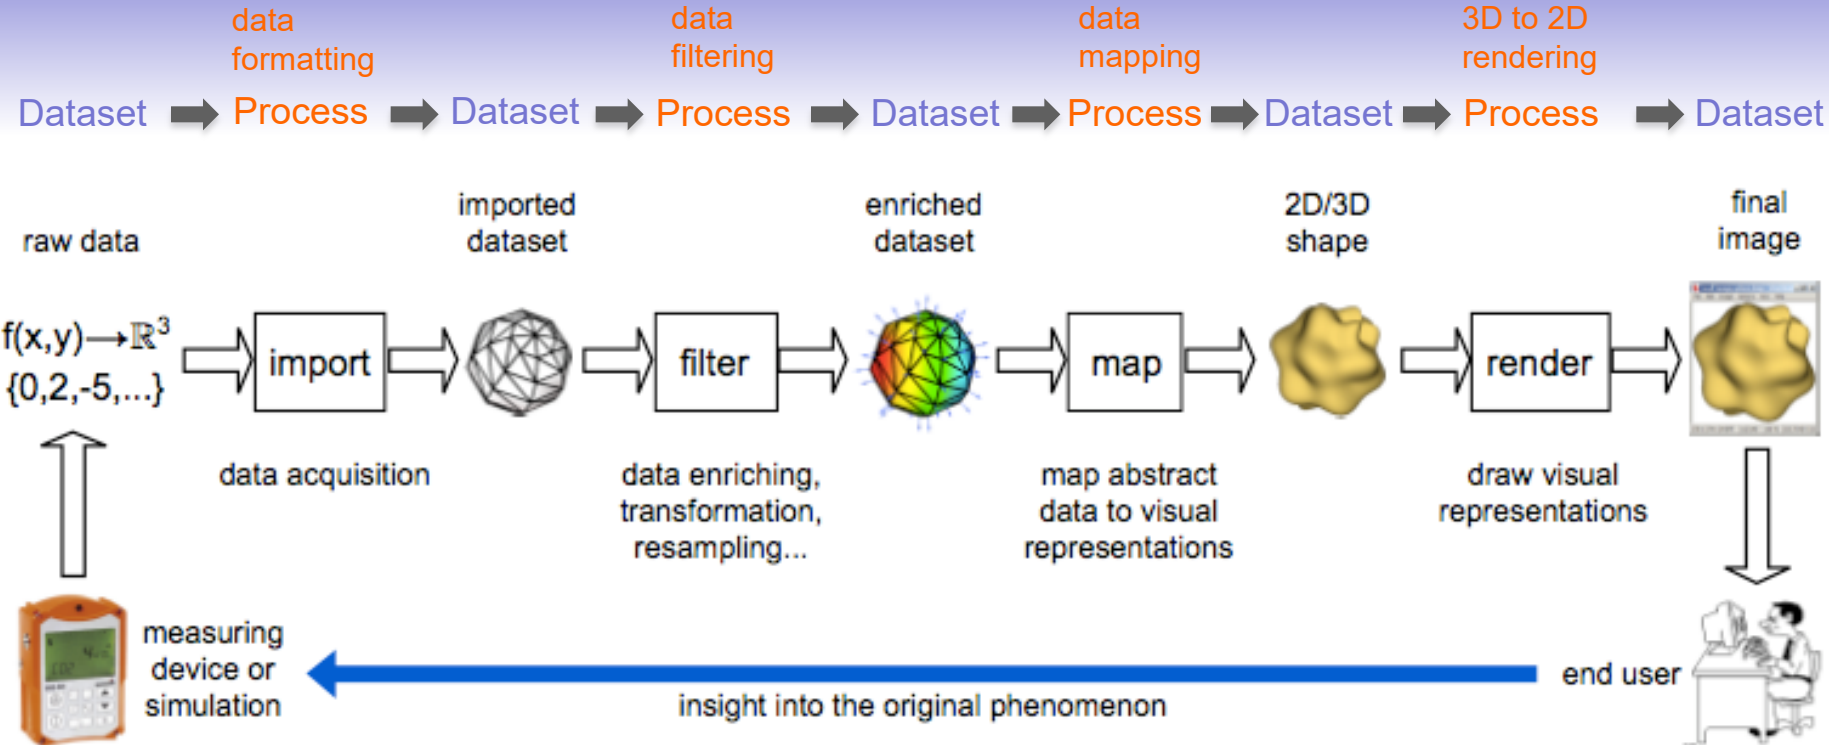 data
formatting
data
filtering
data
mapping
3D to 2D
rendering
Dataset Process Dataset Process Dataset Process Dataset Process Dataset
raw data
imported
dataset
enriched
dataset
2D/3D
shape
final
image
f(x,y)→ℝ³
{0,2,-5,...}
import
filter
map
render
data acquisition
data enriching,
transformation,
resampling...
map abstract
data to visual
representations
draw visual
representations
measuring
device or
simulation
insight into the original phenomenon
end user